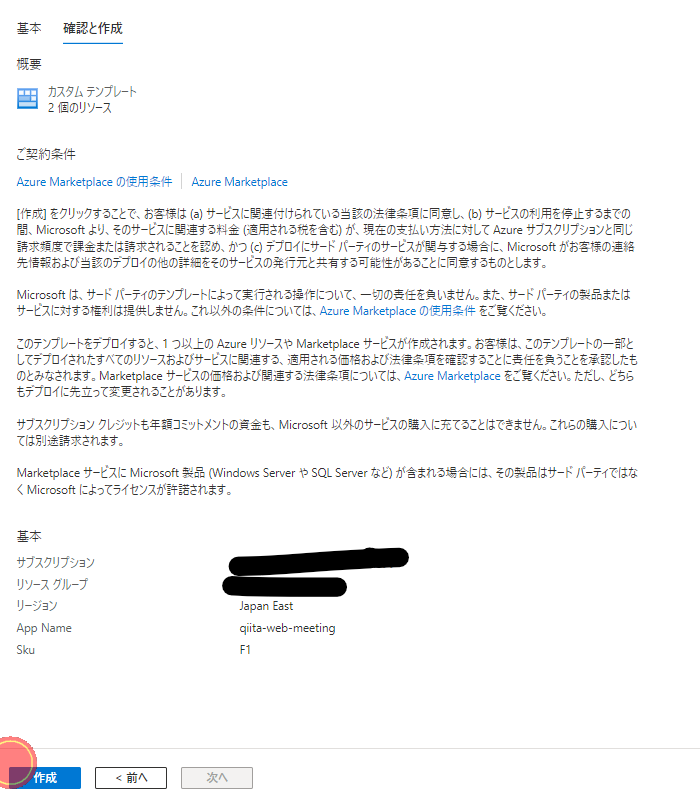 基本 確認と作成
概要
カスタム テンプレート
2 個のリソース
ご契約条件
Azure Marketplace の使用条件 Azure Marketplace
[作成] をクリックすることで、お客様は (a) サービスに関連付けられている当該の法律条項に同意し、(b) サービスの利用を停止するまでの
間、Microsoft より、そのサービスに関連する料金 (適用される税を含む) が、現在の支払い方法に対して Azure サブスクリプションと同じ
請求頻度で課金または請求されることを認め、かつ (c) デプロイにサード パーティのサービスが関与する場合に、Microsoft がお客様の連絡
先情報および当該のデプロイの他の詳細をそのサービスの発行元と共有する可能性があることに同意するものとします。
Microsoft は、サード パーティのテンプレートによって実行される操作について、一切の責任を負いません。また、サード パーティの製品または
サービスに対する権利は提供しません。これ以外の条件については、Azure Marketplace の使用条件 をご覧ください。
このテンプレートをデプロイすると、1 つ以上の Azure リソースや Marketplace サービスが作成されます。お客様は、このテンプレートの一部と
してデプロイされたすべてのリソースおよびサービスに関連する、適用される価格および法律条項を確認することに責任を負うことを承認したも
のとみなされます。Marketplace サービスの価格および関連する法律条項については、Azure Marketplace をご覧ください。ただし、どちら
もデプロイに先立って変更されることがあります。
サブスクリプション クレジットも年額コミットメントの資金も、Microsoft 以外のサービスの購入に充てることはできません。これらの購入につい
ては別途請求されます。
Marketplace サービスに Microsoft 製品 (Windows Server や SQL Server など) が含まれる場合には、その製品はサード パーティではな
く Microsoft によってライセンスが許諾されます。
基本
サブスクリプション
リソース グループ
リージョン Japan East
App Name qiita-web-meeting
Sku F1
作成 < 前へ 次へ